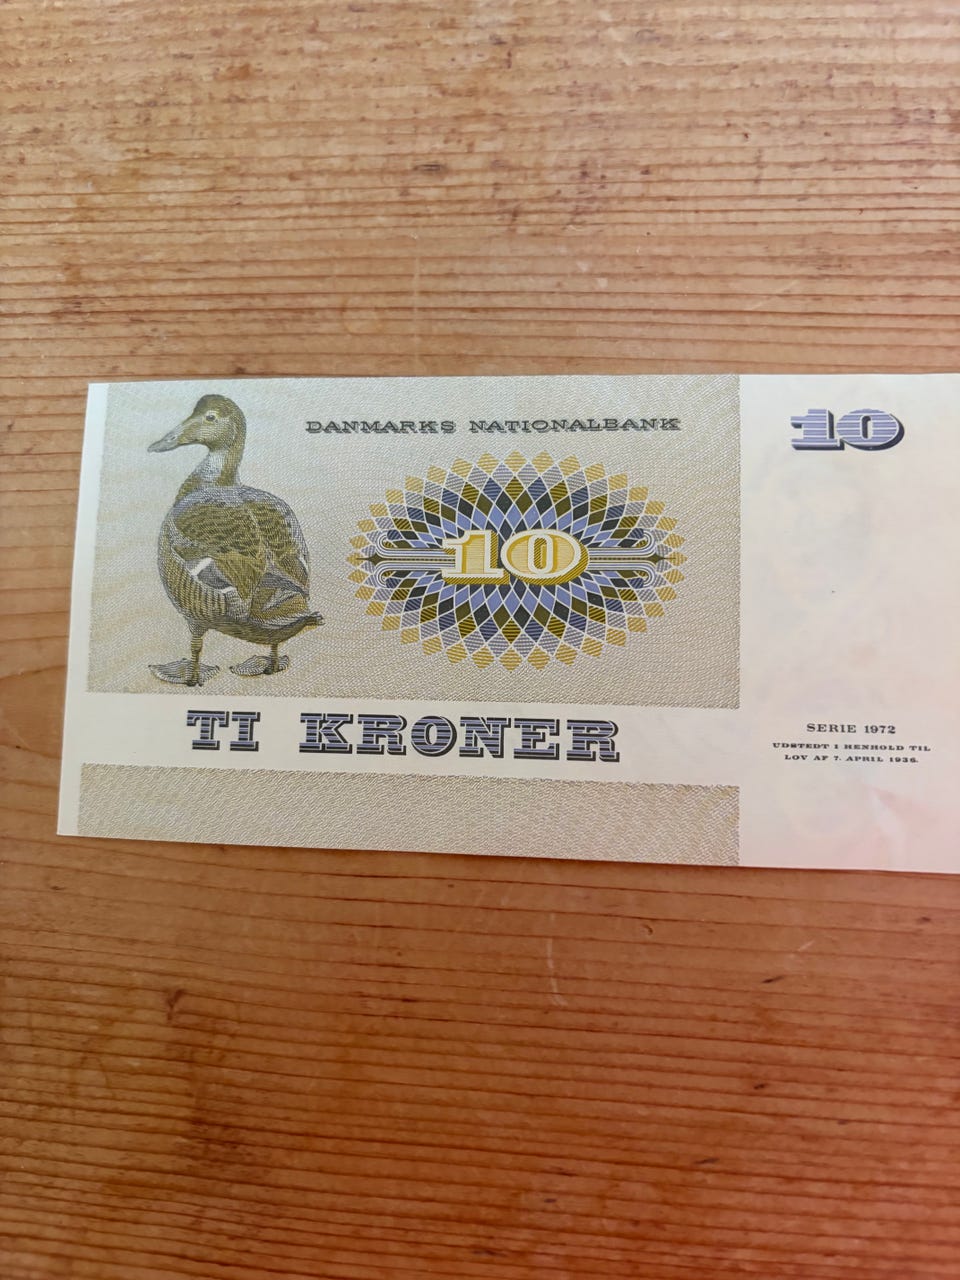 DANMARKS NATIONALBANK
10
10
TI KRONER
SERIE 1972
UDSTEDT I HENHOLD TIL
LOV AF 7. APRIL 1936.